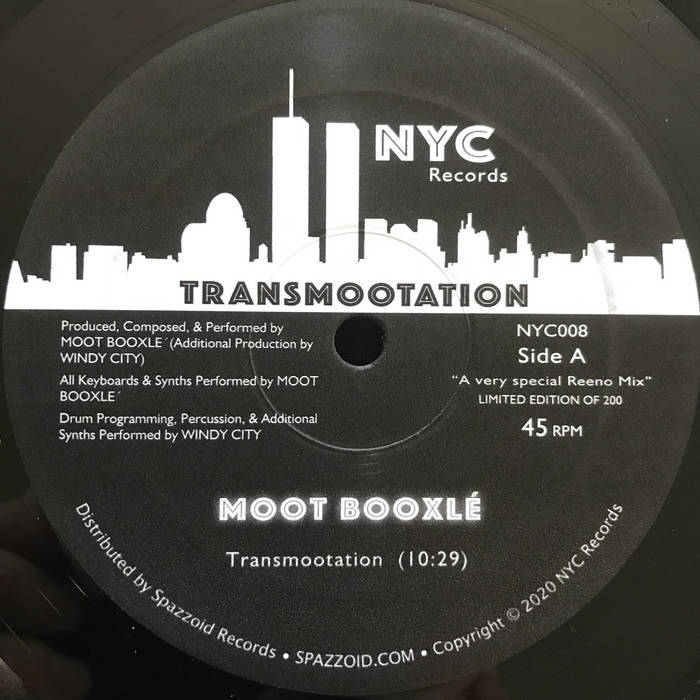 NYC
Records
TRANSMOOTATION
Produced, Composed, & Performed by
MOOT BOOXLE´(Additional Production by
WINDY CITY)
All Keyboards & Synths Performed by MOOT
BOOXLE´
Drum Programming, Percussion, & Additional
Synths Performed by WINDY CITY
NYC008
Side A
"A very special Reeno Mix"
LIMITED EDITION OF 200
45 RPM
MOOT BOOXLÉ
Transmootation (10:29)
Distributed by Spazzoid Records • SPAZZOID.COM • Copyright © 2020 NYC Records